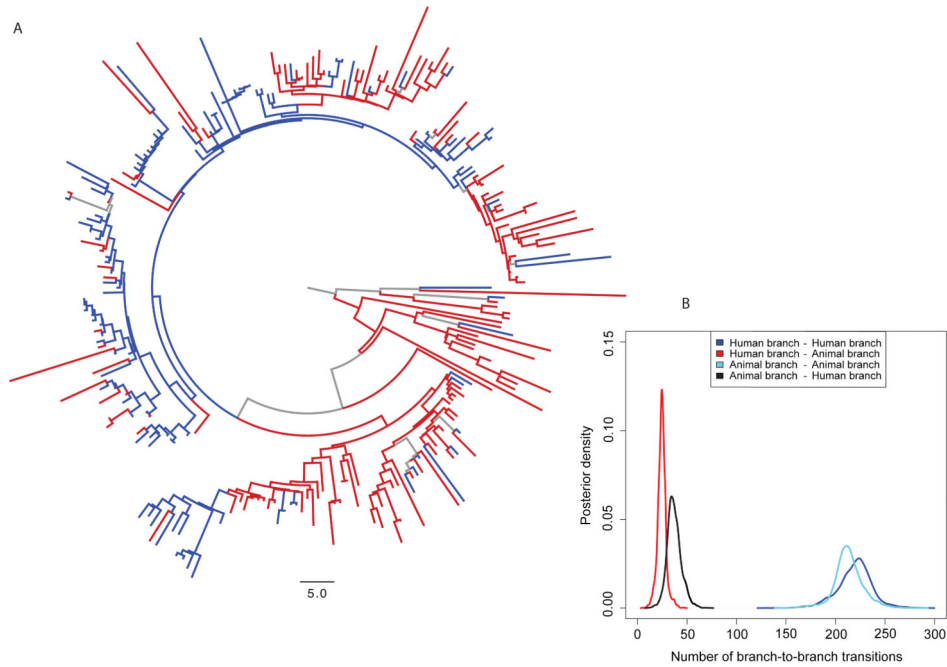 A
5.0
B
Human branch - Human branch
Human branch - Animal branch
Animal branch - Animal branch
Animal branch - Human branch
Posterior density
0.15
0.10
0.05
0.00
0 50 100 150 200 250 300
Number of branch-to-branch transitions